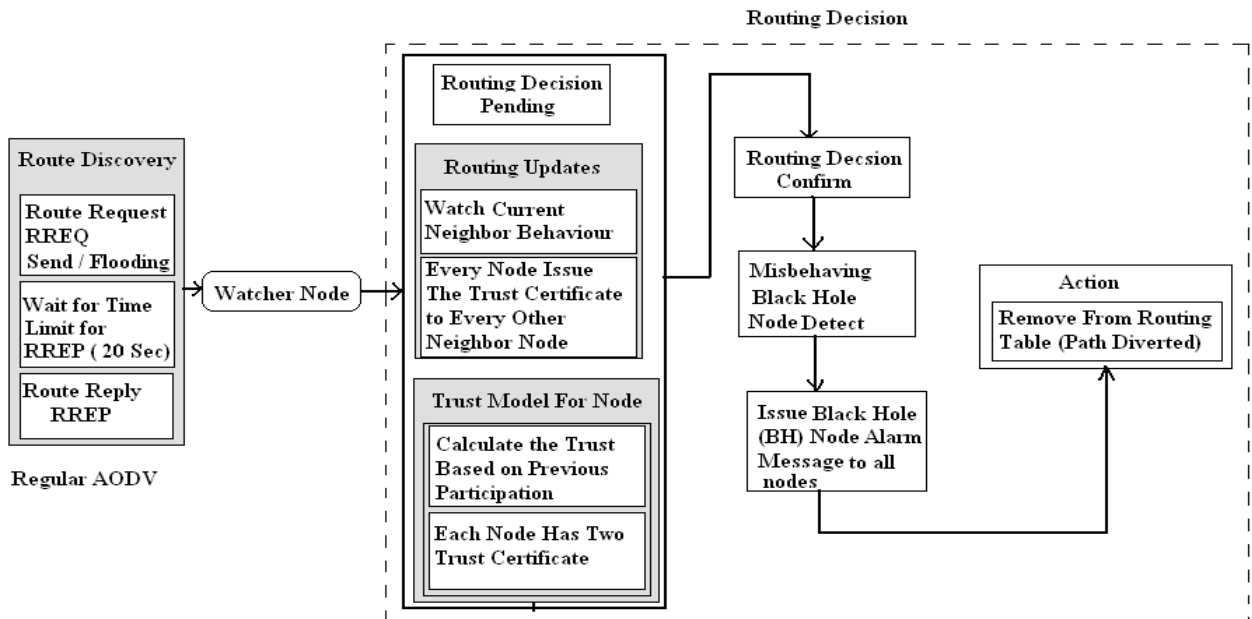 Routing Decision
Route Discovery
Route Request
RREQ
Send / Flooding
Wait for Time
Limit for
RREP ( 20 Sec)
Route Reply
RREP
Regular AODV
Watcher Node
Routing Decision
Pending
Routing Updates
Watch Current
Neighbor Behaviour
Every Node Issue
The Trust Certificate
to Every Other
Neighbor Node
Trust Model For Node
Calculate the Trust
Based on Previous
Participation
Each Node Has Two
Trust Certificate
Routing Decsion
Confirm
Misbehaving
Black Hole
Node Detect
Issue Black Hole
(BH) Node Alarm
Message to all
nodes
Action
Remove From Routing
Table (Path Diverted)